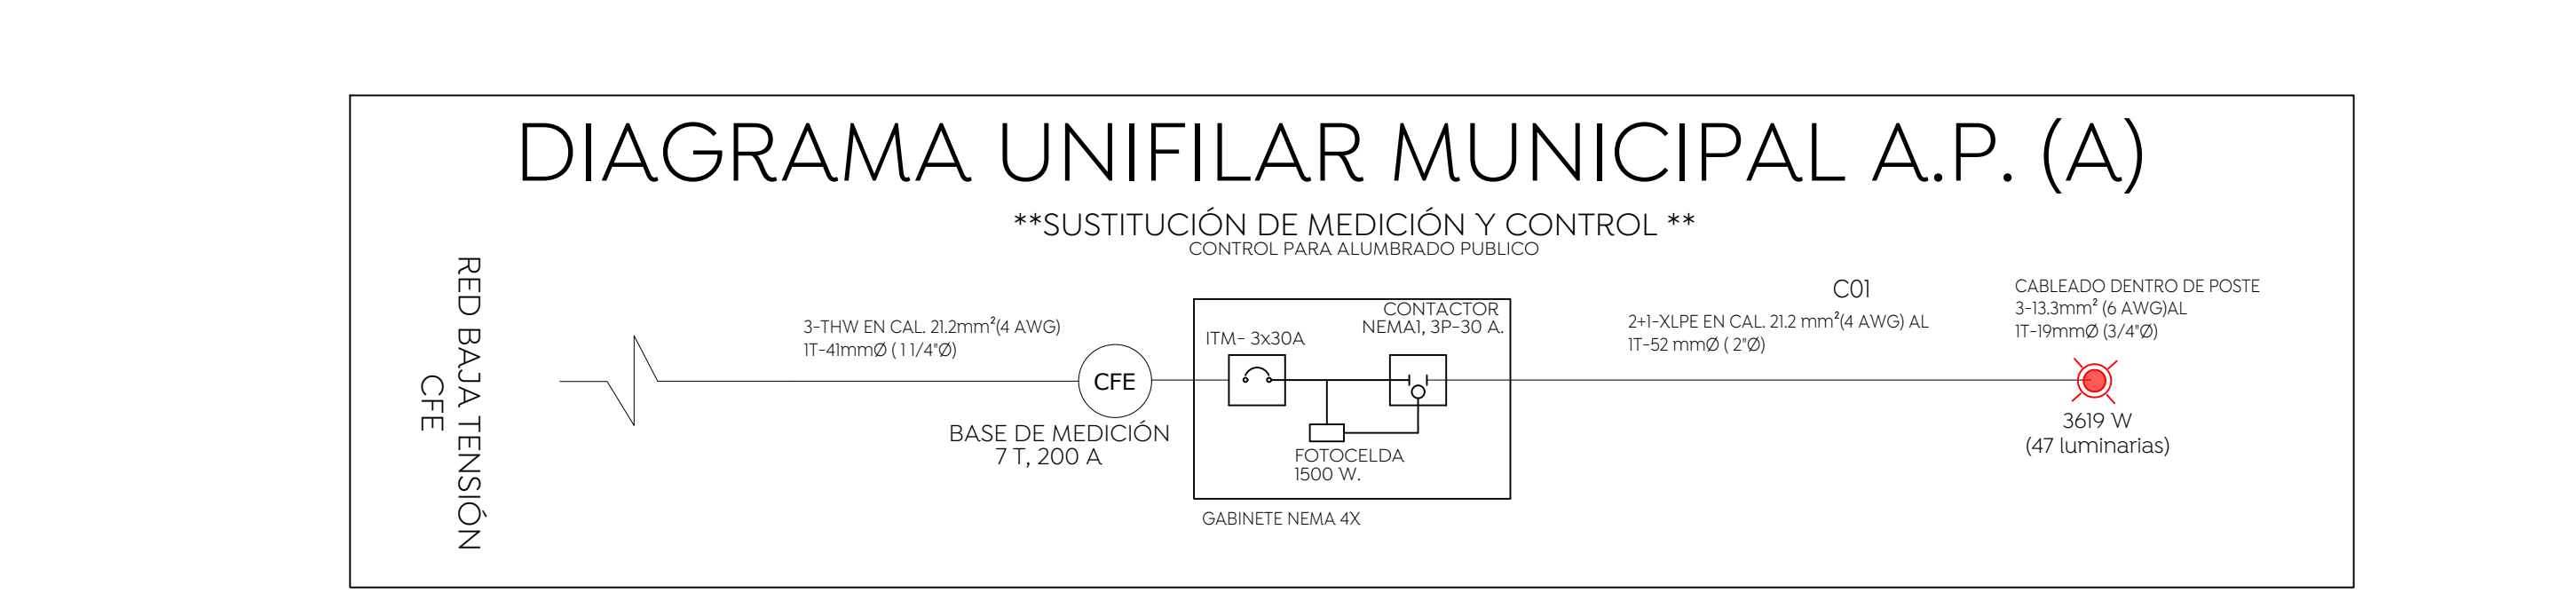 DIAGRAMA UNIFILAR MUNICIPAL A.P. (A)
**SUSTITUCIÓN DE MEDICIÓN Y CONTROL **
CONTROL PARA ALUMBRADO PUBLICO
RED BAJA TENSIÓN
CFE
3-THW EN CAL. 21.2mm²(4 AWG)
1T-41mmØ ( 1 1/4"Ø)
CFE
BASE DE MEDICIÓN
7 T, 200 A
ITM- 3x30A
CONTACTOR
NEMA1, 3P-30 A.
FOTOCELDA
1500 W.
GABINETE NEMA 4X
C01
2+1-XLPE EN CAL. 21.2 mm²(4 AWG) AL
1T-52 mmØ ( 2"Ø)
CABLEADO DENTRO DE POSTE
3-13.3mm² (6 AWG)AL
1T-19mmØ (3/4"Ø)
3619 W
(47 luminarias)